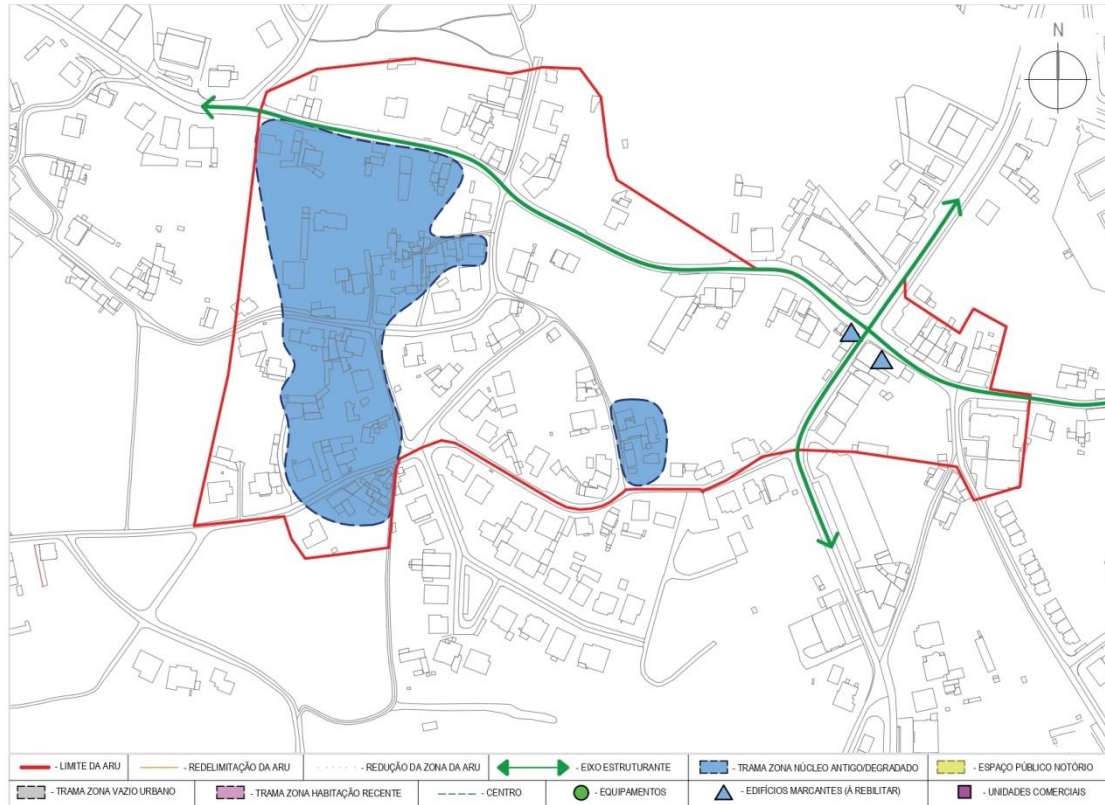 N
- LIMITE DA ARU
- REDELIMITAÇÃO DA ARU
- REDUÇÃO DA ZONA DA ARU
- EIXO ESTRUTURANTE
- TRAMA ZONA NÚCLEO ANTIGO/DEGRADADO
- ESPAÇO PÚBLICO NOTÓRIO
- TRAMA ZONA VAZIO URBANO
- TRAMA ZONA HABITAÇÃO RECENTE
- CENTRO
- EQUIPAMENTOS
- EDIFÍCIOS MARCANTES (À REBILITAR)
- UNIDADES COMERCIAIS